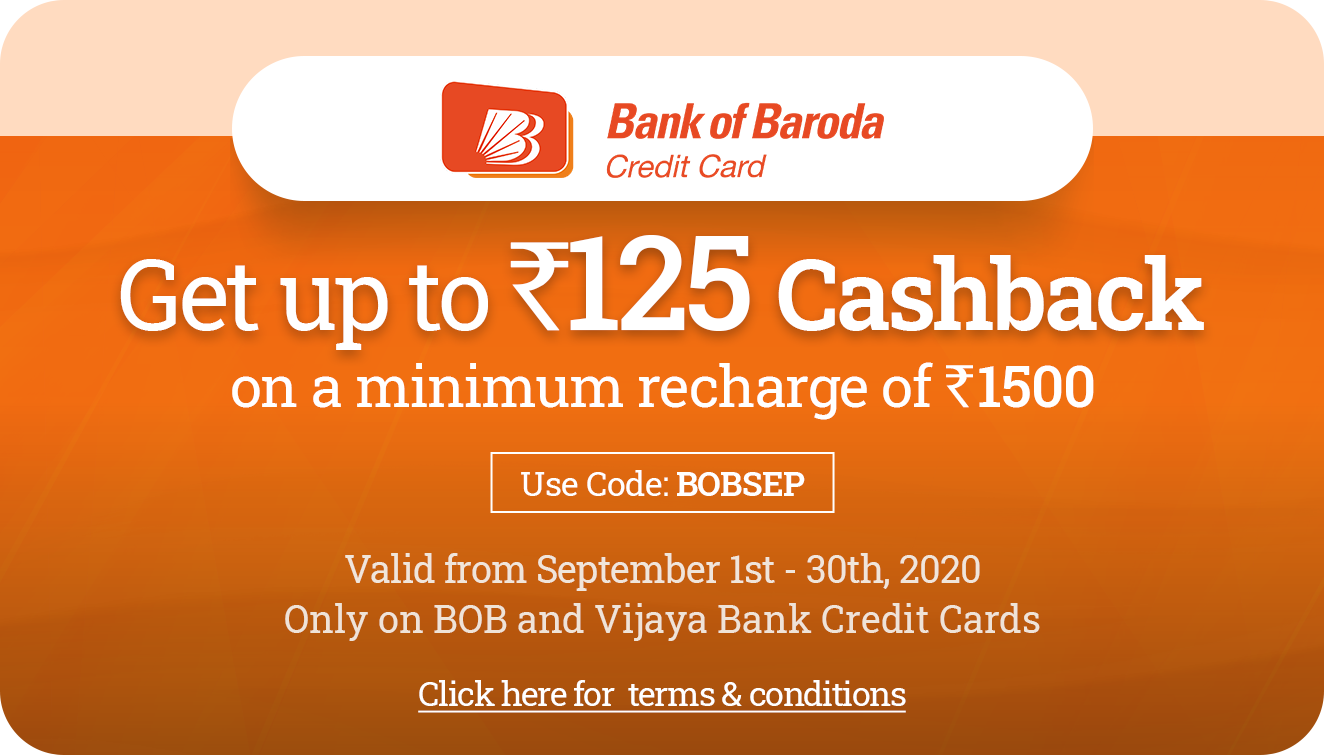 Bank of Baroda
Credit Card
Get up to ₹125 Cashback
on a minimum recharge of ₹1500
Use Code: BOBSEP
Valid from September 1st - 30th, 2020
Only on BOB and Vijaya Bank Credit Cards
Click here for  terms & conditions